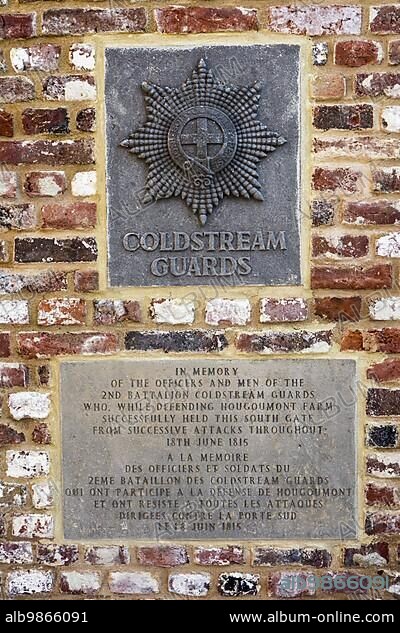 COLDSTREAM
GUARDS
IN MEMORY
OF THE OFFICERS AND MEN OF THE
2ND BATTALION COLDSTREAM GUARDS
WHO, WHILE DEFENDING HOUGOUMONT FARM
SUCCESSFULLY HELD THIS SOUTH GATE
FROM SUCCESSIVE ATTACKS THROUGHOUT
18TH JUNE 1815
A LA MEMOIRE
DES OFFICIERS ET SOLDATS DU
2EME BATAILLON DES COLDSTREAM GUARDS
QUI ONT PARTICIPE A LA DEFENSE DE HOUGOUMONT
ET ONT RESISTE A TOUTES LES ATTAQUES
DIRIGEES CONTRE LA PORTE SUD
LE 18 JUIN 1815
alb9866091
alb9866091 www.album-online.com